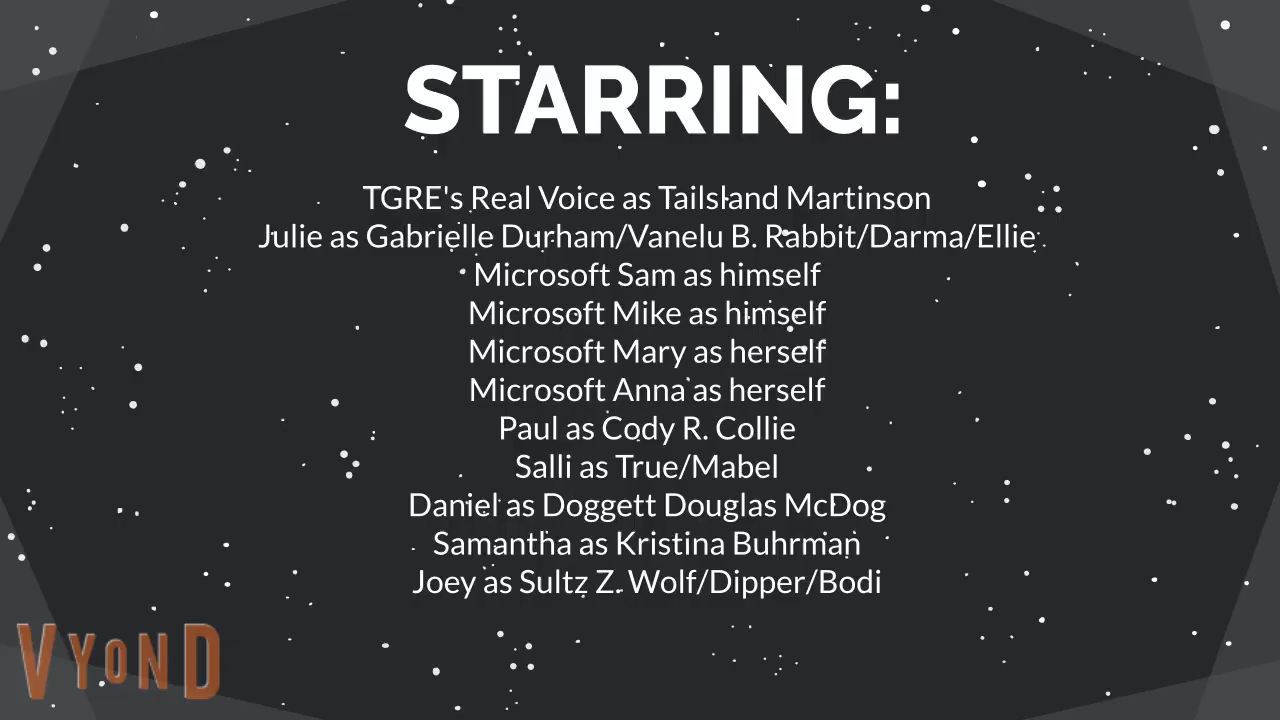 STARRING:
TGRE's Real Voice as Tailsland Martinson
Julie as Gabrielle Durham/Vanelu B. Rabbit/Darma/Ellie
Microsoft Sam as himself
Microsoft Mike as himself
Microsoft Mary as herself
Microsoft Anna as herself
Paul as Cody R. Collie
Salli as True/Mabel
Daniel as Doggett Douglas McDog
Samantha as Kristina Buhrman
Joey as Sultz Z. Wolf/Dipper/Bodi
VYOND